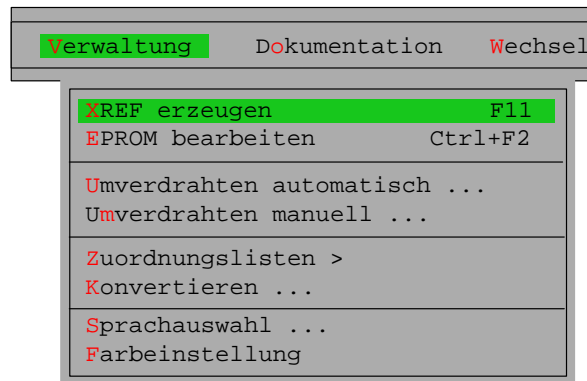 Verwaltung Dokumentation Wechsel
XREF erzeugen F11
EPROM bearbeiten Ctrl+F2
Umverdrahten automatisch ...
Umverdrahten manuell ...
Zuordnungslisten >
Konvertieren ...
Sprachauswahl ...
Farbeinstellung